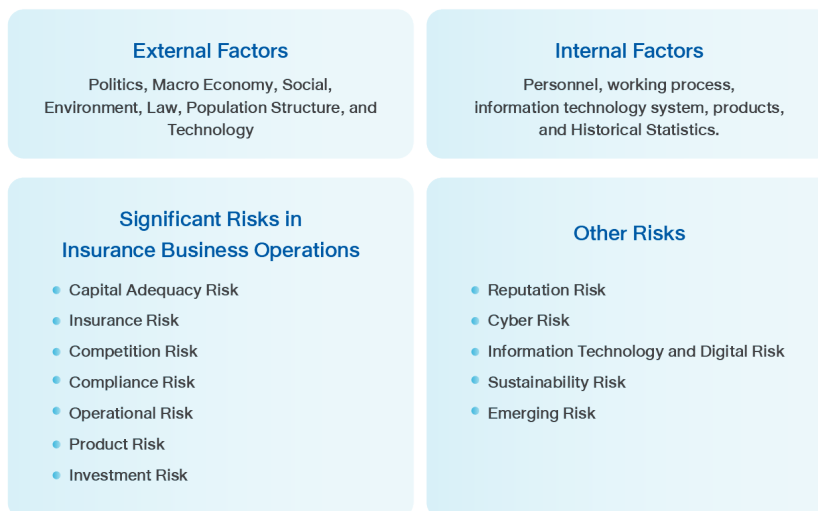 External Factors
Politics, Macro Economy, Social,
Environment, Law, Population Structure, and
Technology
Internal Factors
Personnel, working process,
information technology system, products,
and Historical Statistics.
Significant Risks in
Insurance Business Operations
Capital Adequacy Risk
Insurance Risk
Competition Risk
Compliance Risk
Operational Risk
Product Risk
Investment Risk
Other Risks
Reputation Risk
Cyber Risk
Information Technology and Digital Risk
Sustainability Risk
Emerging Risk